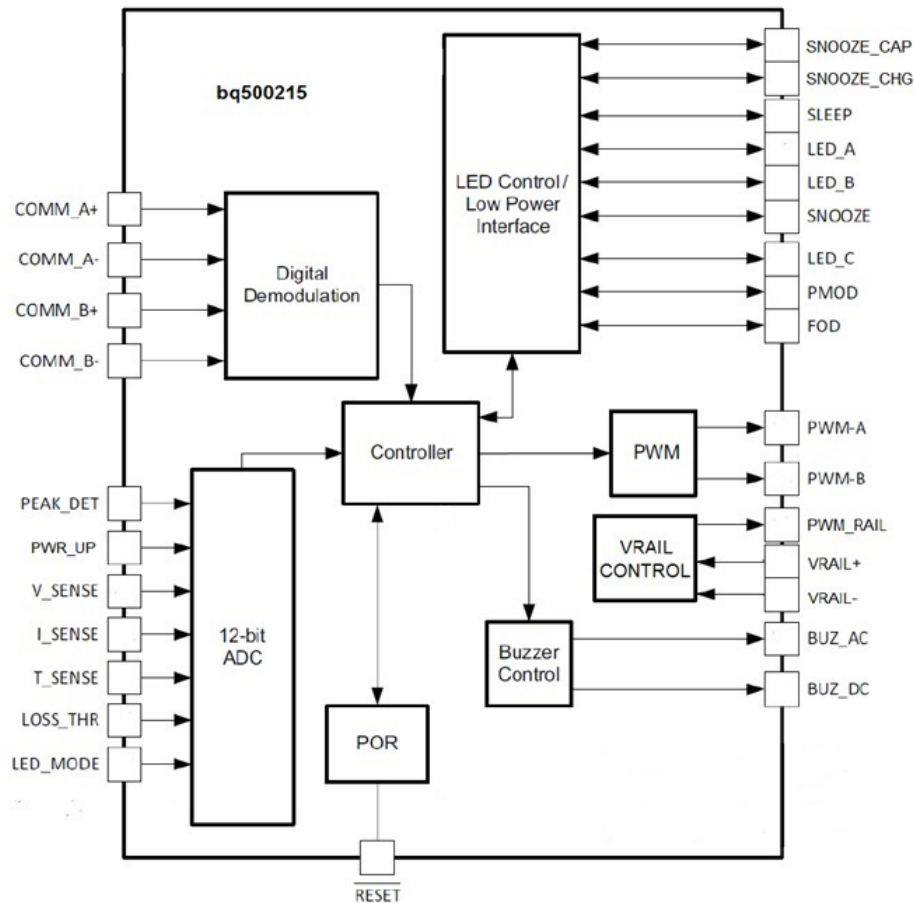 bq500215
COMM_A+
COMM_A-
COMM_B+
COMM_B-
Digital
Demodulation
LED Control /
Low Power
Interface
SNOOZE_CAP
SNOOZE_CHG
SLEEP
LED_A
LED_B
SNOOZE
LED_C
PMOD
FOD
Controller
PWM
PWM-A
PWM-B
PEAK_DET
PWR_UP
V_SENSE
I_SENSE
T_SENSE
LOSS_THR
LED_MODE
12-bit
ADC
VRAIL
CONTROL
PWM_RAIL
VRAIL+
VRAIL-
Buzzer
Control
BUZ_AC
BUZ_DC
POR
RESET